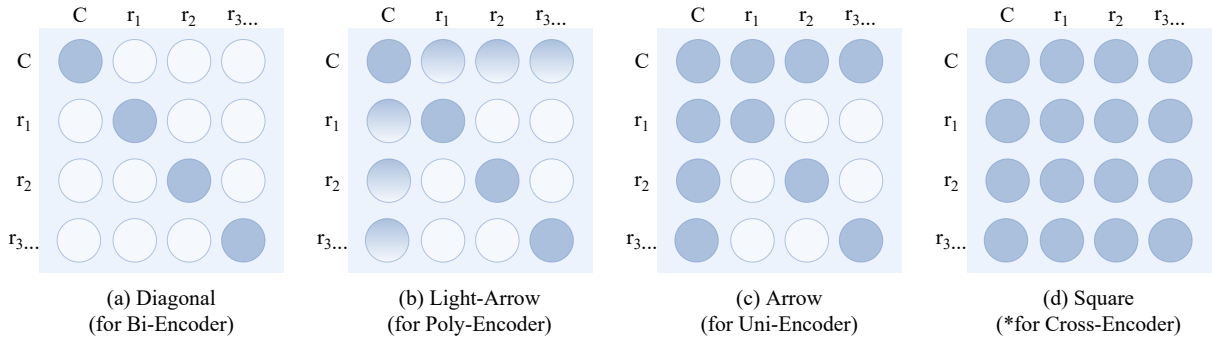 C r₁ r₂ r₃...
C
r₁
r₂
r₃...
(a) Diagonal
(for Bi-Encoder)
C r₁ r₂ r₃...
C
r₁
r₂
r₃...
(b) Light-Arrow
(for Poly-Encoder)
C r₁ r₂ r₃...
C
r₁
r₂
r₃...
(c) Arrow
(for Uni-Encoder)
C r₁ r₂ r₃...
C
r₁
r₂
r₃...
(d) Square
(*for Cross-Encoder)